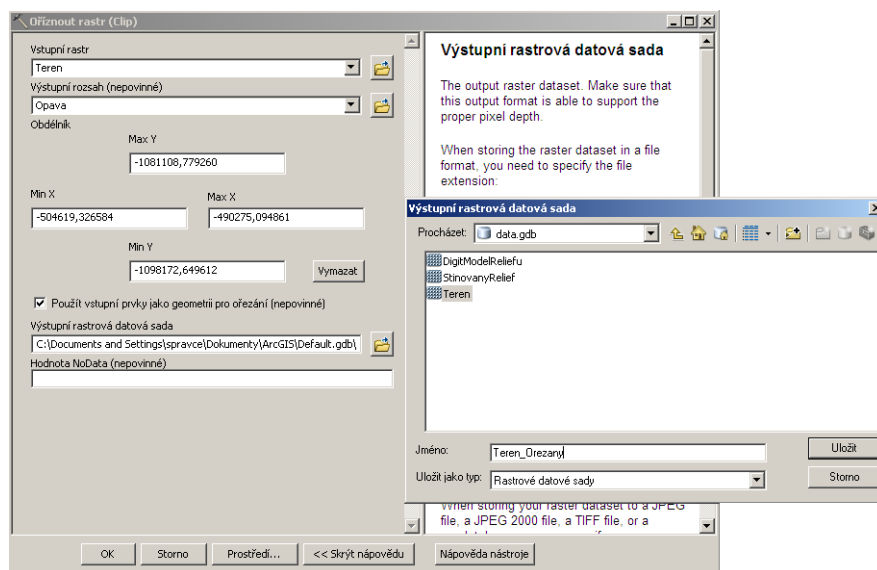 Oříznout rastr (Clip)
Vstupní rastr
Teren
Výstupní rozsah (nepovinné)
Opava
Obdélník
Max Y
-1081108,779260
Min X
Max X
-504619,326584
-490275,094861
Min Y
-1098172,649612
Vymazat
Použít vstupní prvky jako geometrii pro ořezání (nepovinné)
Výstupní rastrová datová sada
C:\Documents and Settings\spravce\Dokumenty\ArcGIS\Default.gdb\
Hodnota NoData (nepovinné)
OK
Storno
Prostředí...
<< Skrýt nápovědu
Nápověda nástroje
Výstupní rastrová datová sada
The output raster dataset. Make sure that
this output format is able to support the
proper pixel depth.
When storing the raster dataset in a file
format, you need to specify the file
extension:
Výstupní rastrová datová sada
Procházet:
data.gdb
DigitModelReliefu
StinovanyRelief
Teren
Jméno:
Teren_Orezany
Uložit
Uložit jako typ:
Rastrové datové sady
Storno
When storing your raster dataset to a JPEG
file, a JPEG 2000 file, a TIFF file, or a